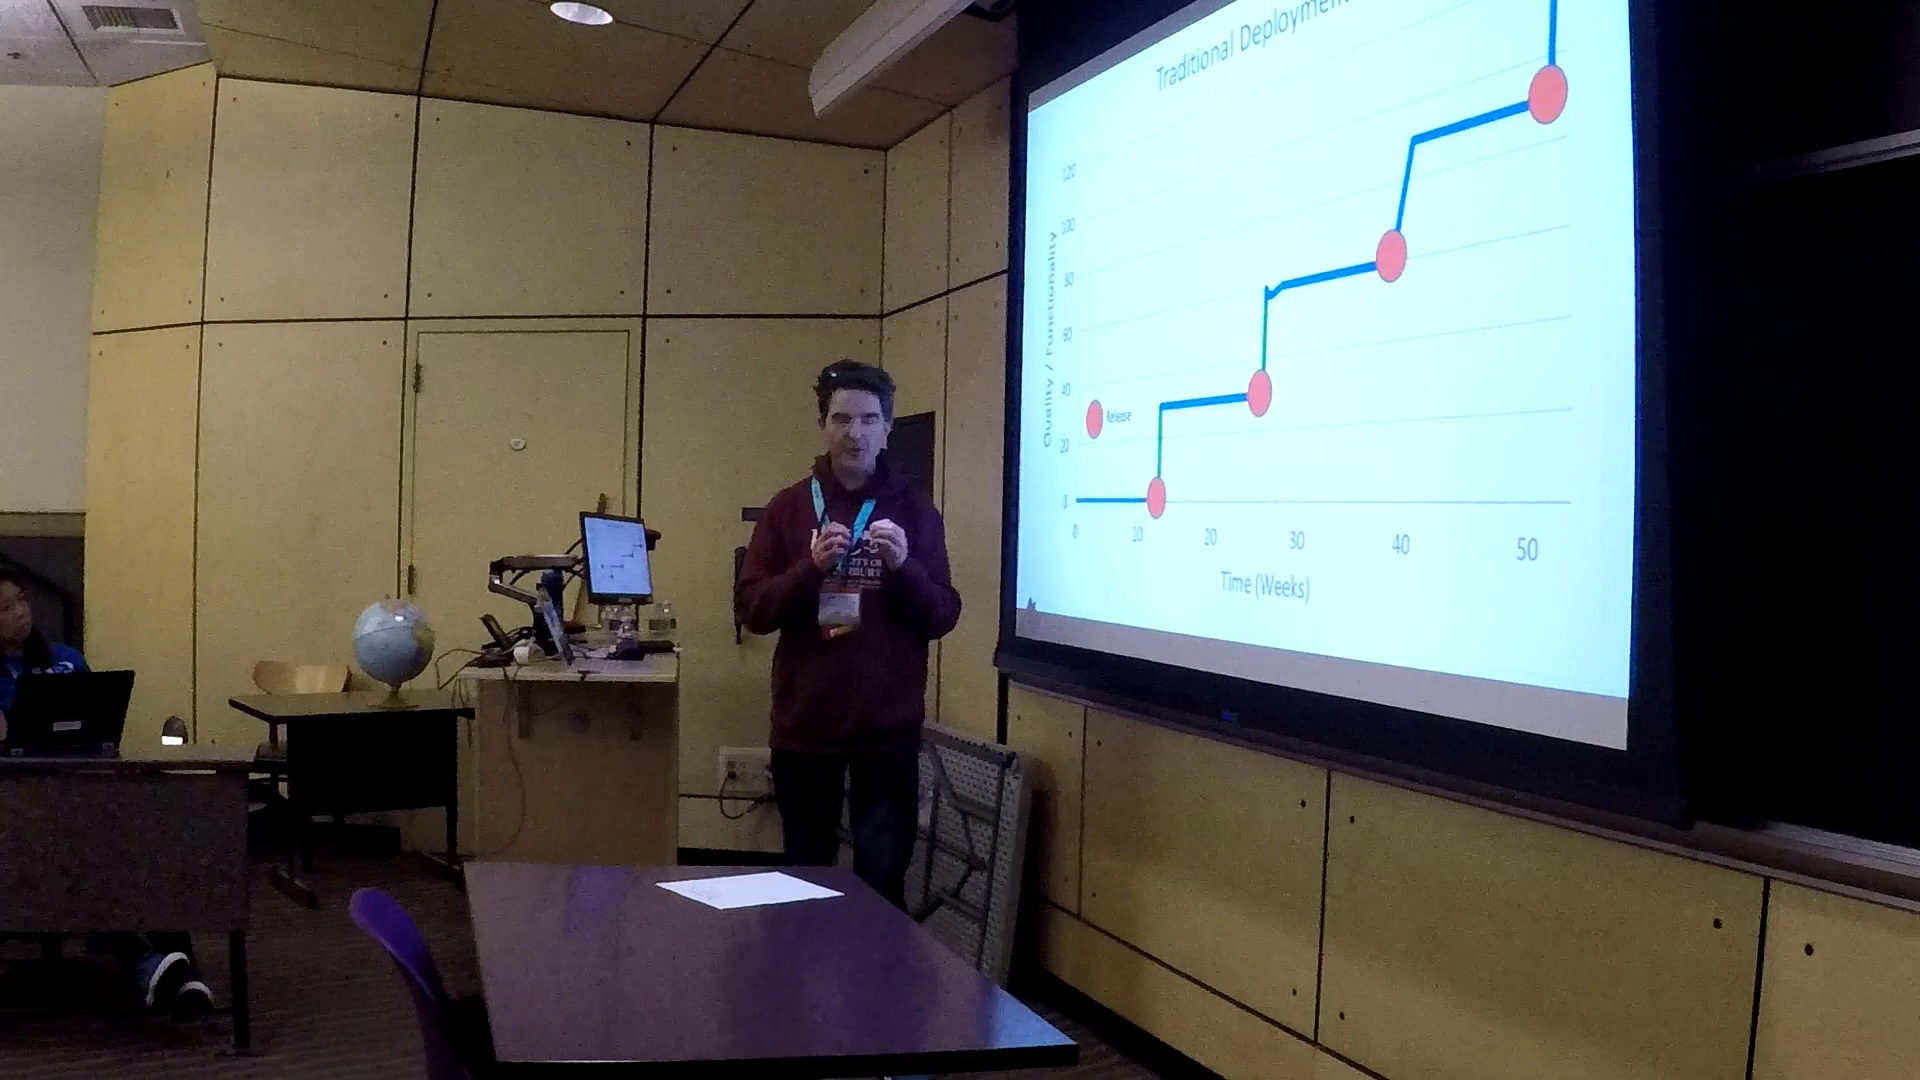 Traditional Deployment
120
100
80
60
40
20
0
Quality / Functionality
Release
0 10 20 30 40 50
Time (Weeks)